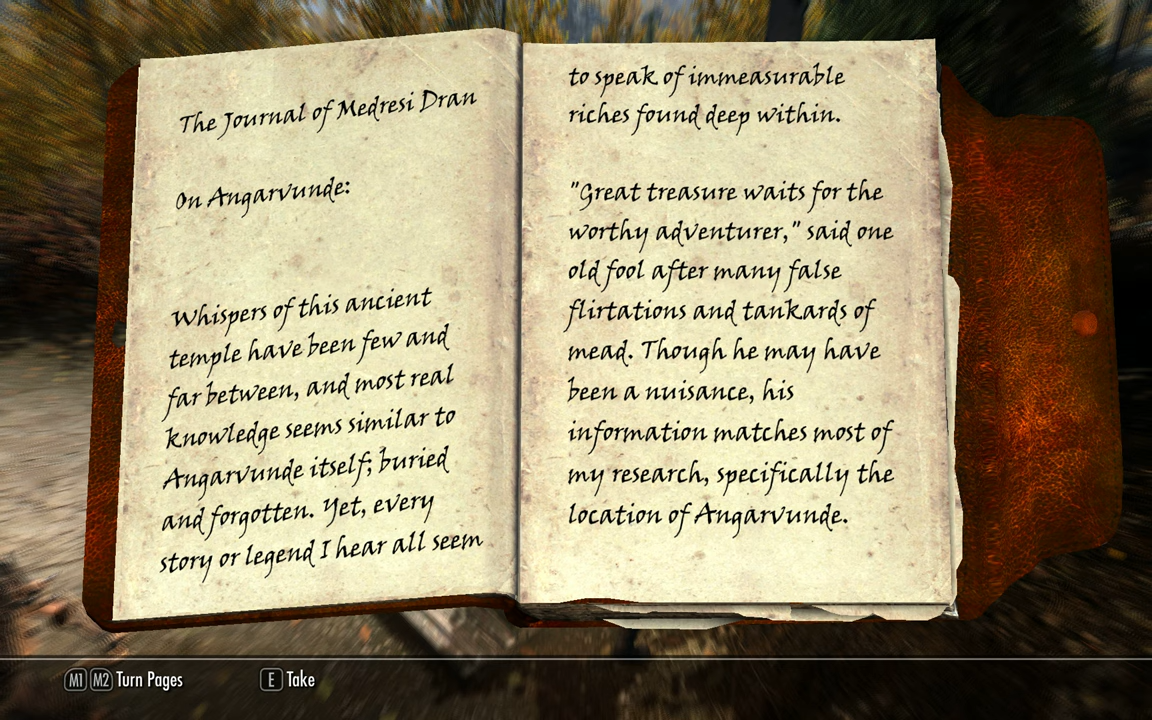 The Journal of Medresi Dran
On Angarvunde:
Whispers of this ancient
temple have been few and
far between, and most real
knowledge seems similar to
Angarvunde itself; buried
and forgotten. Yet, every
story or legend I hear all seem
to speak of immeasurable
riches found deep within.
"Great treasure waits for the
worthy adventurer," said one
old fool after many false
flirtations and tankards of
mead. Though he may have
been a nuisance, his
information matches most of
my research, specifically the
location of Angarvunde.
M1 M2 Turn Pages
E Take